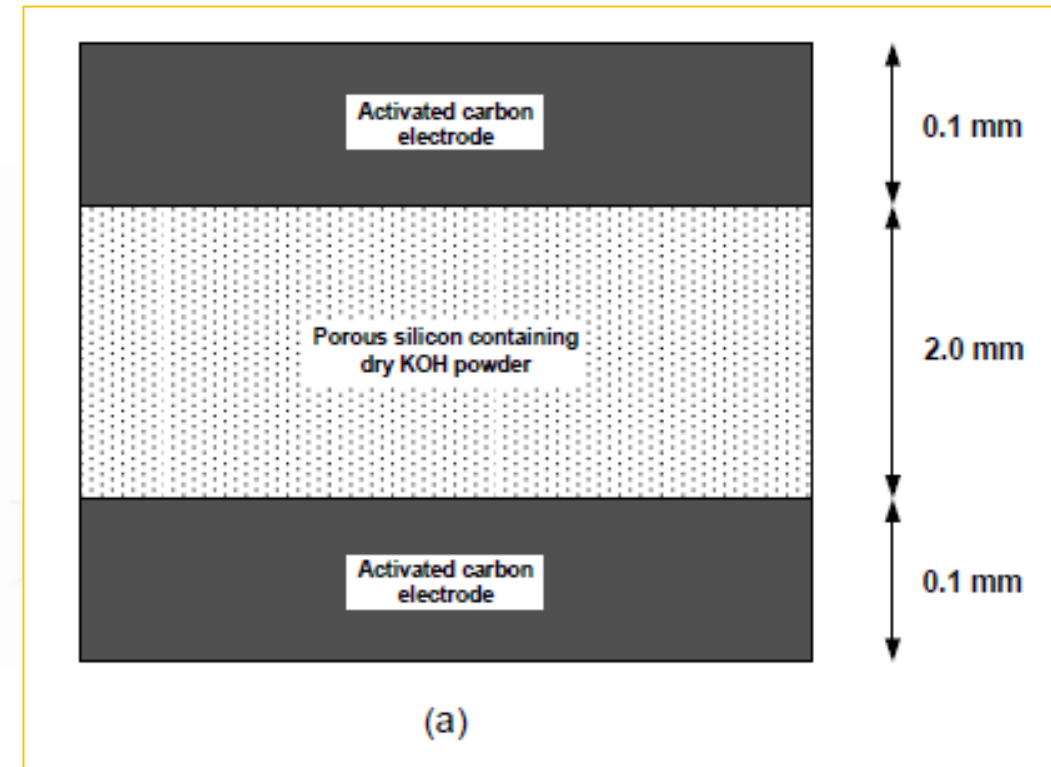 Activated carbon
electrode
0.1 mm
Porous silicon containing
dry KOH powder
2.0 mm
Activated carbon
electrode
0.1 mm
(a)